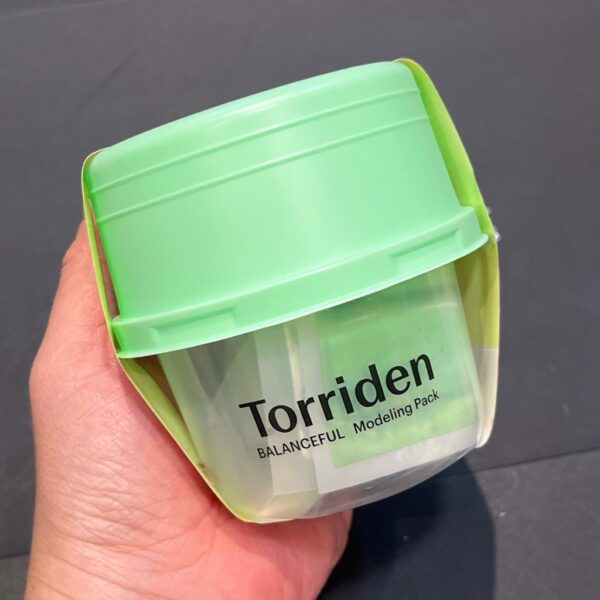 Torriden
BALANCEFUL Modeling Pack